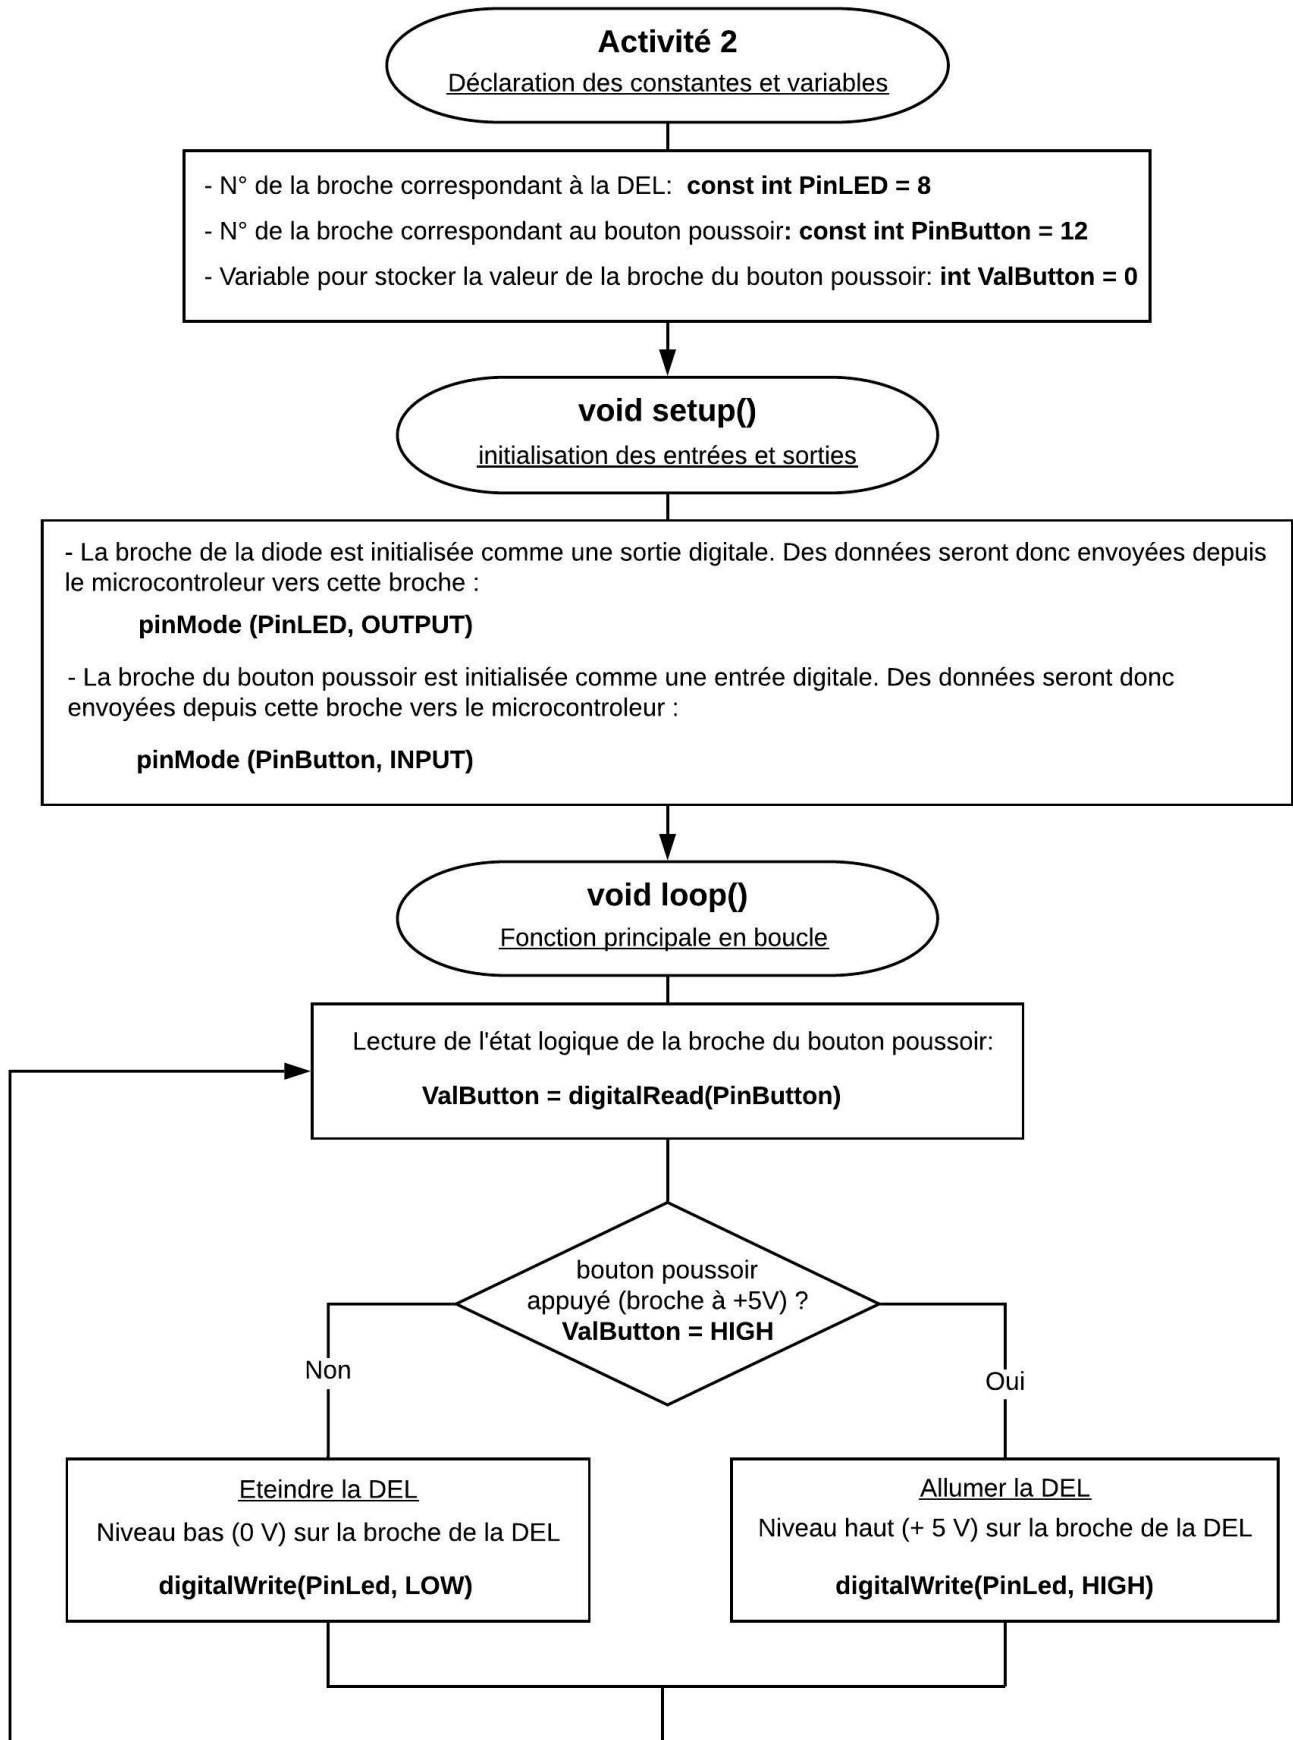 Activité 2
Déclaration des constantes et variables
- N° de la broche correspondant à la DEL:  const int PinLED = 8
- N° de la broche correspondant au bouton poussoir: const int PinButton = 12
- Variable pour stocker la valeur de la broche du bouton poussoir: int ValButton = 0
void setup()
initialisation des entrées et sorties
- La broche de la diode est initialisée comme une sortie digitale. Des données seront donc envoyées depuis
le microcontroleur vers cette broche :
pinMode (PinLED, OUTPUT)
- La broche du bouton poussoir est initialisée comme une entrée digitale. Des données seront donc
envoyées depuis cette broche vers le microcontroleur :
pinMode (PinButton, INPUT)
void loop()
Fonction principale en boucle
Lecture de l'état logique de la broche du bouton poussoir:
ValButton = digitalRead(PinButton)
bouton poussoir
appuyé (broche à +5V) ?
ValButton = HIGH
Non
Oui
Eteindre la DEL
Niveau bas (0 V) sur la broche de la DEL
digitalWrite(PinLed, LOW)
Allumer la DEL
Niveau haut (+ 5 V) sur la broche de la DEL
digitalWrite(PinLed, HIGH)